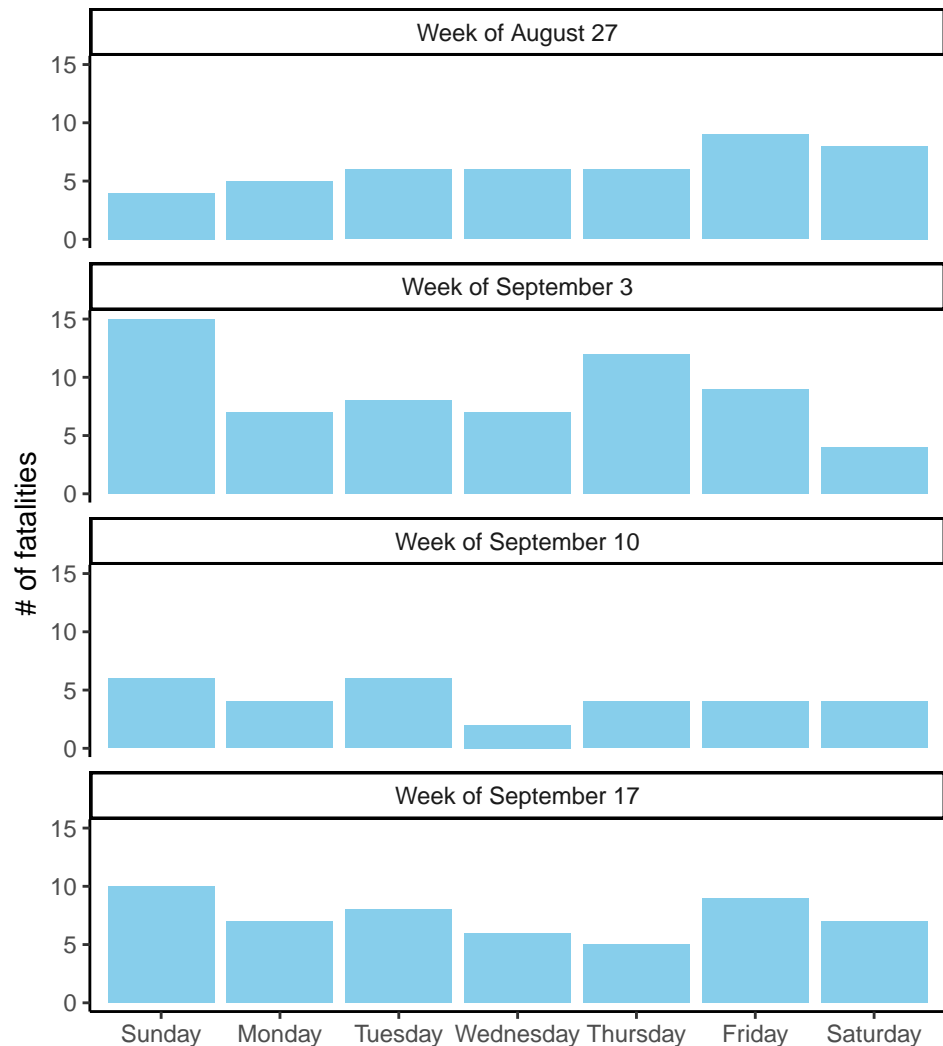 Week of August 27
15
10
5
0
Week of September 3
15
10
5
0
Week of September 10
15
10
5
0
Week of September 17
15
10
5
0
# of fatalities
Sunday Monday Tuesday Wednesday Thursday Friday Saturday